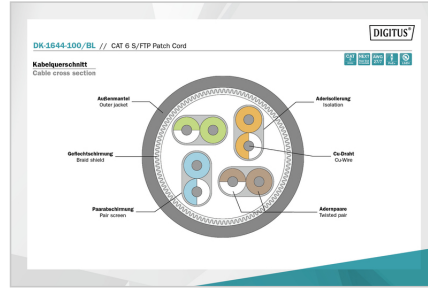 DIGITUS®
DK-1644-100/BL // CAT 6 S/FTP Patch Cord
Kabelquerschnitt
Cable cross section
Außenmantel
Outer jacket
Aderisolierung
Isolation
Geflechtschirmung
Braid shield
Cu-Draht
Cu-Wire
Paarabschirmung
Pair screen
Adernpaare
Twisted pair